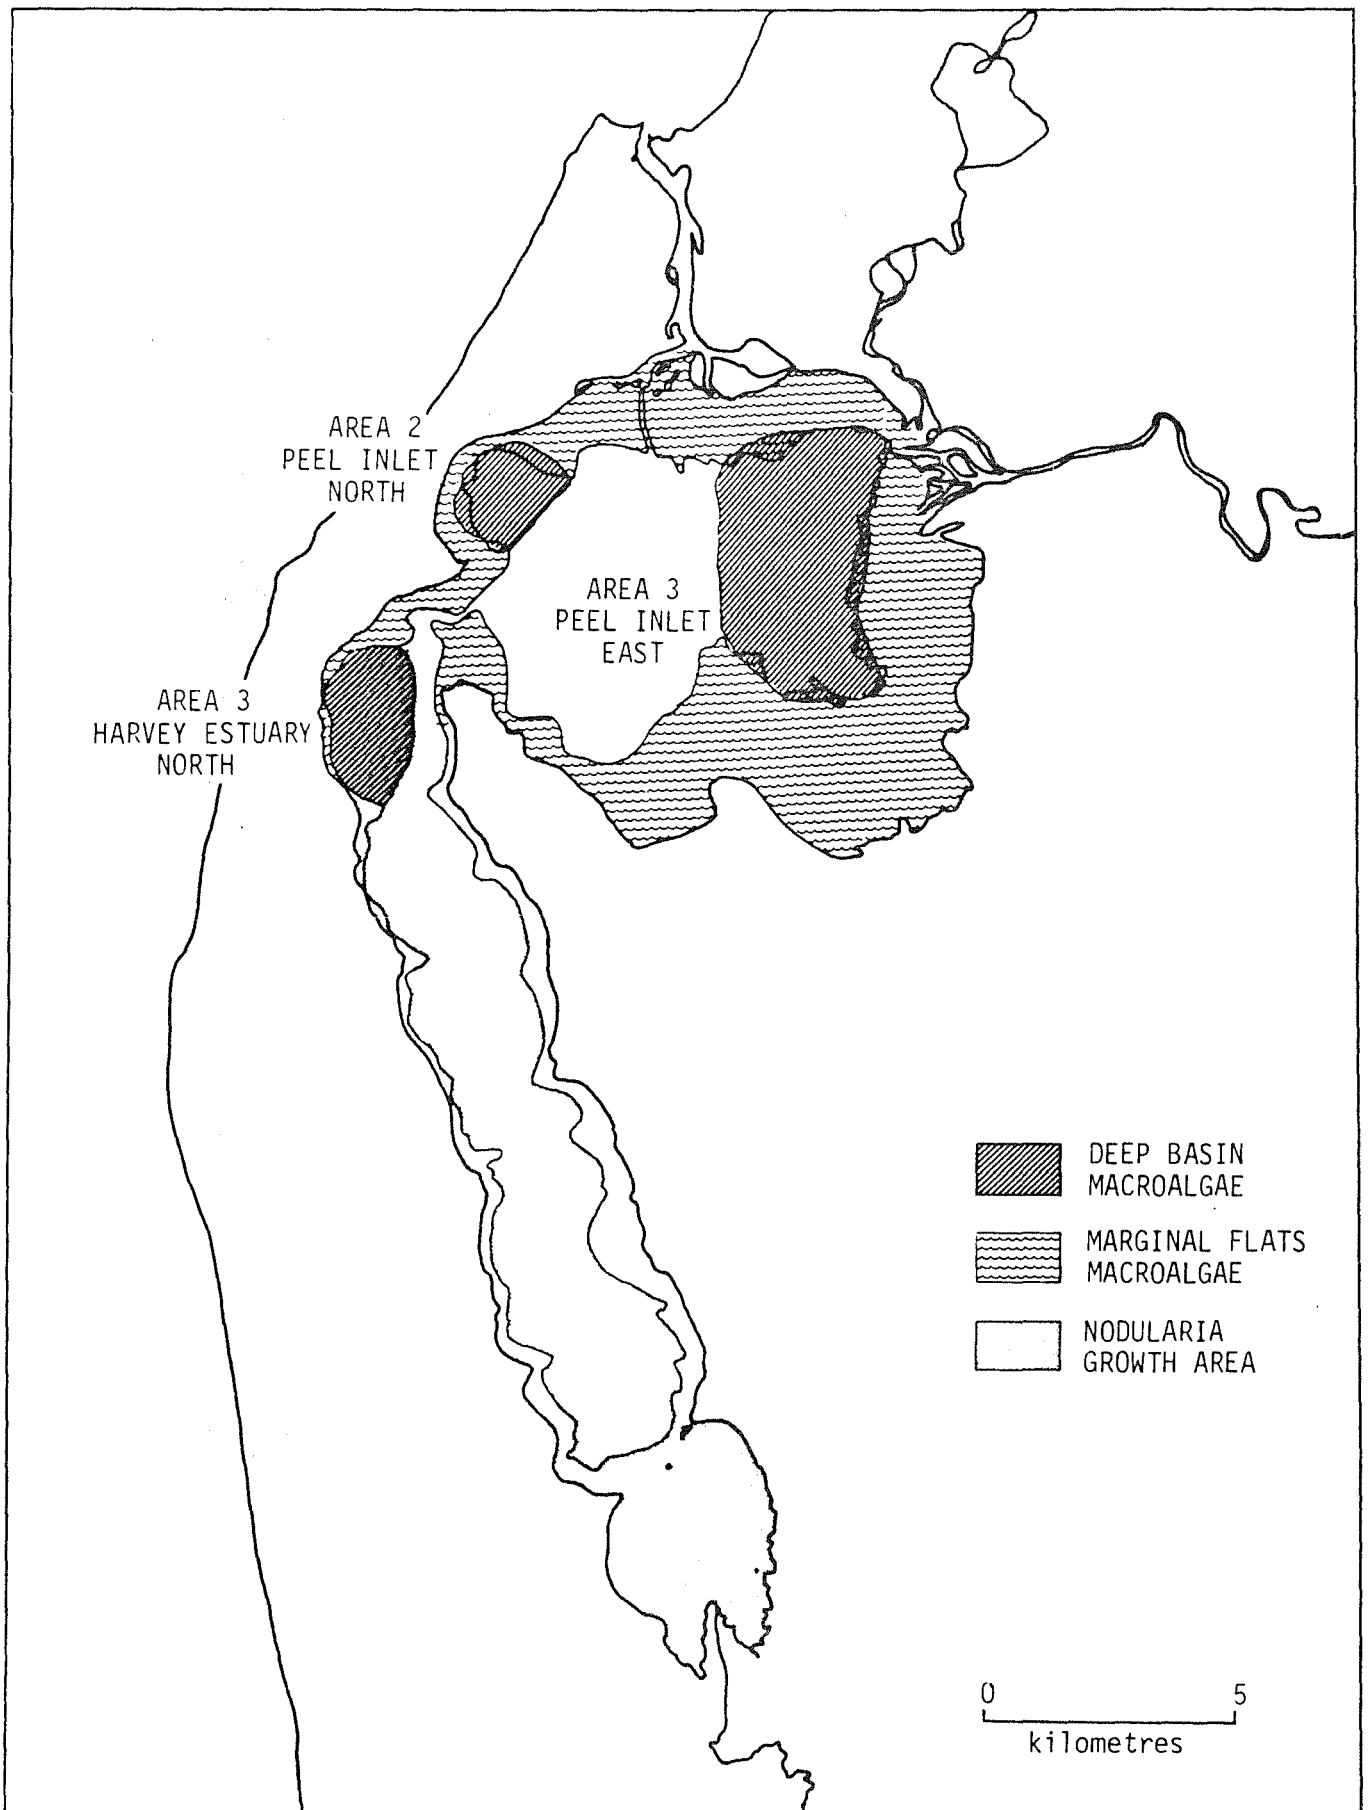 AREA 2
PEEL INLET
NORTH
AREA 3
PEEL INLET
EAST
AREA 3
HARVEY ESTUARY
NORTH
DEEP BASIN
MACROALGAE
MARGINAL FLATS
MACROALGAE
NODULARIA
GROWTH AREA
0 5
kilometres